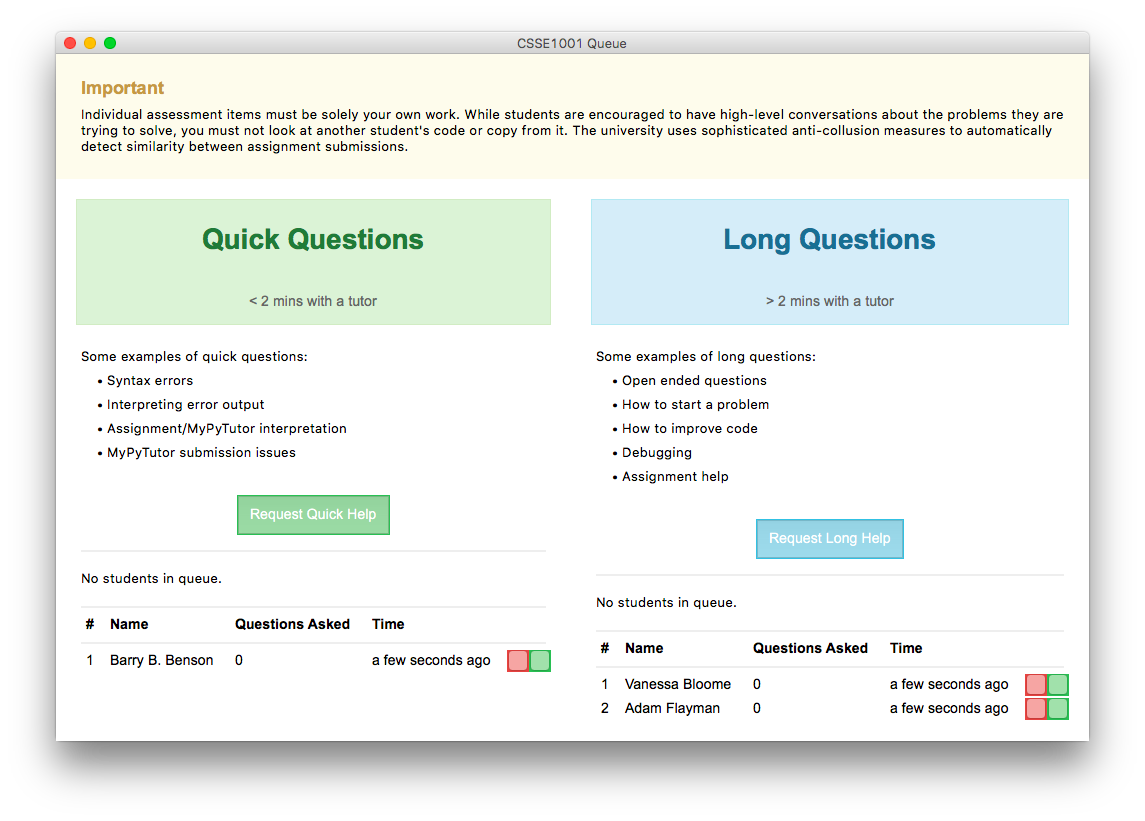 CSSE1001 Queue
Important
Individual assessment items must be solely your own work. While students are encouraged to have high-level conversations about the problems they are
trying to solve, you must not look at another student's code or copy from it. The university uses sophisticated anti-collusion measures to automatically
detect similarity between assignment submissions.
Quick Questions
< 2 mins with a tutor
Some examples of quick questions:
• Syntax errors
• Interpreting error output
• Assignment/MyPyTutor interpretation
• MyPyTutor submission issues
Request Quick Help
No students in queue.
# Name Questions Asked Time
1 Barry B. Benson 0 a few seconds ago
Long Questions
> 2 mins with a tutor
Some examples of long questions:
• Open ended questions
• How to start a problem
• How to improve code
• Debugging
• Assignment help
Request Long Help
No students in queue.
# Name Questions Asked Time
1 Vanessa Bloome 0 a few seconds ago
2 Adam Flayman 0 a few seconds ago